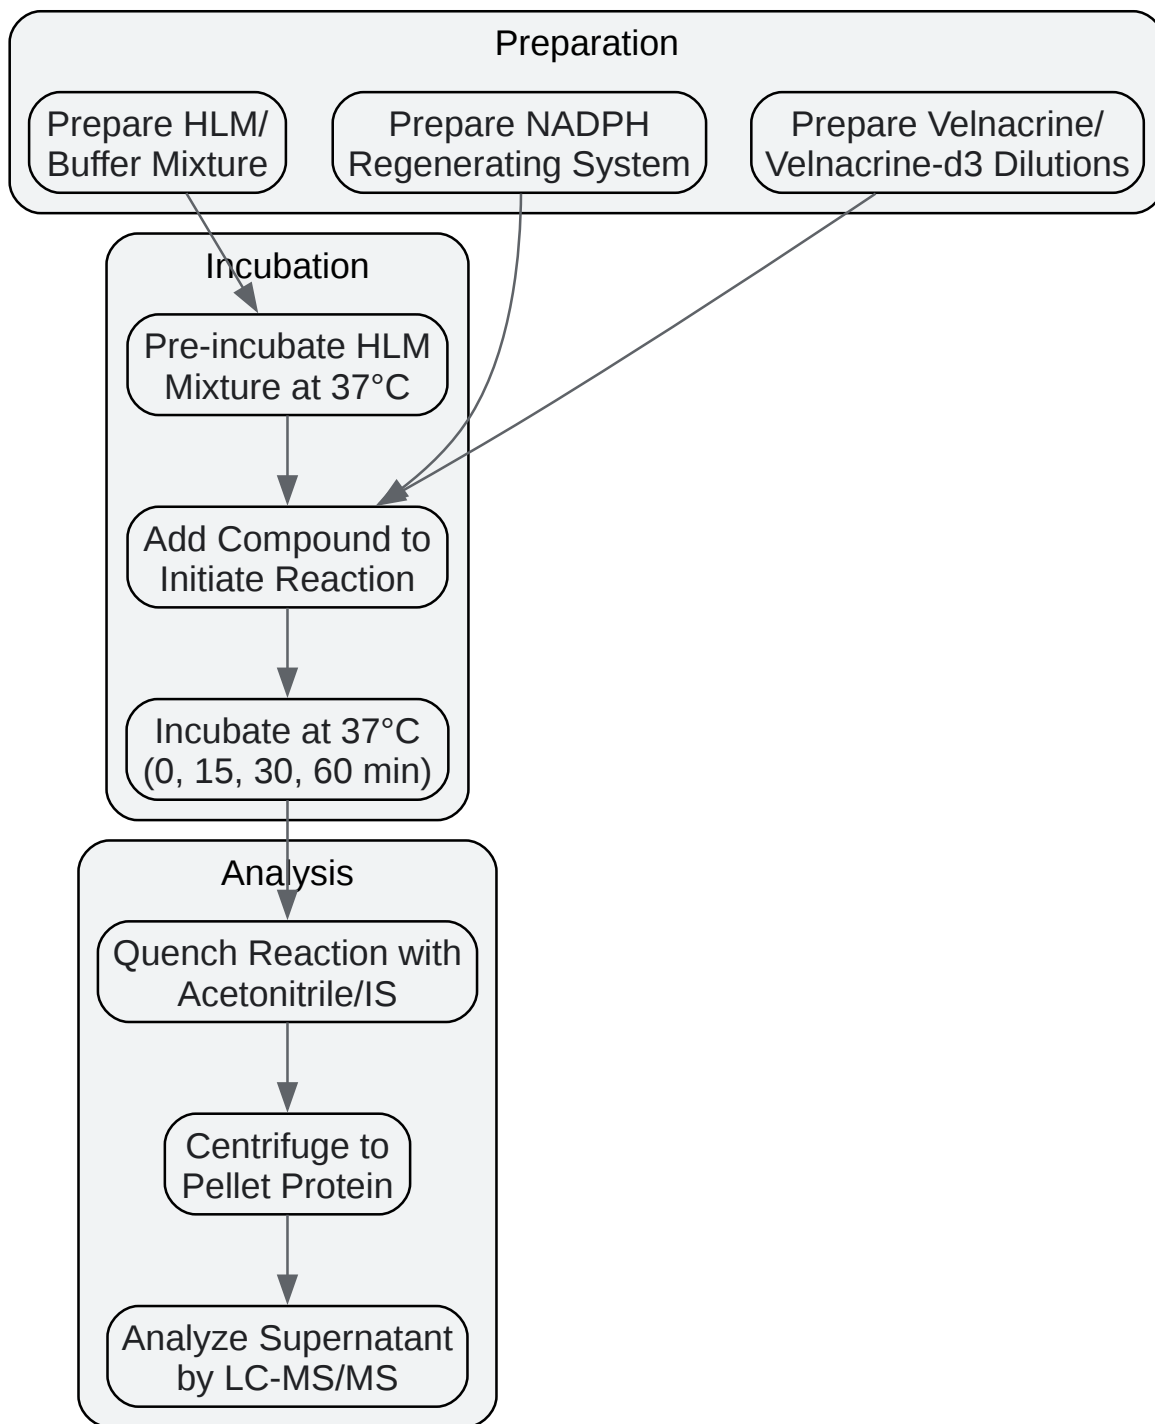 Preparation
Prepare HLM/
Buffer Mixture
Prepare NADPH
Regenerating System
Prepare Velnacrine/
Velnacrine-d3 Dilutions
Incubation
Pre-incubate HLM
Mixture at 37°C
Add Compound to
Initiate Reaction
Incubate at 37°C
(0, 15, 30, 60 min)
Analysis
Quench Reaction with
Acetonitrile/IS
Centrifuge to
Pellet Protein
Analyze Supernatant
by LC-MS/MS